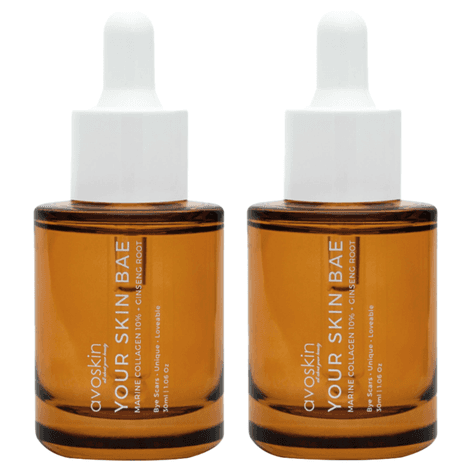 avoskin
YOUR SKIN BAE
MARINE COLLAGEN 10% + GINSENG ROOT
Bye Scars - Unique - Loveable
30ml | 1.06 Oz
avoskin
YOUR SKIN BAE
MARINE COLLAGEN 10% + GINSENG ROOT
Bye Scars - Unique - Loveable
30ml | 1.06 Oz